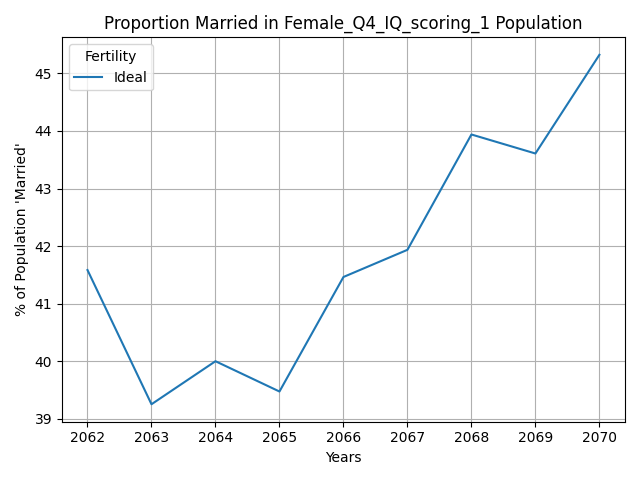 Proportion Married in Female_Q4_IQ_scoring_1 Population
Fertility
Ideal
% of Population 'Married'
45
44
43
42
41
40
39
2062 2063 2064 2065 2066 2067 2068 2069 2070
Years